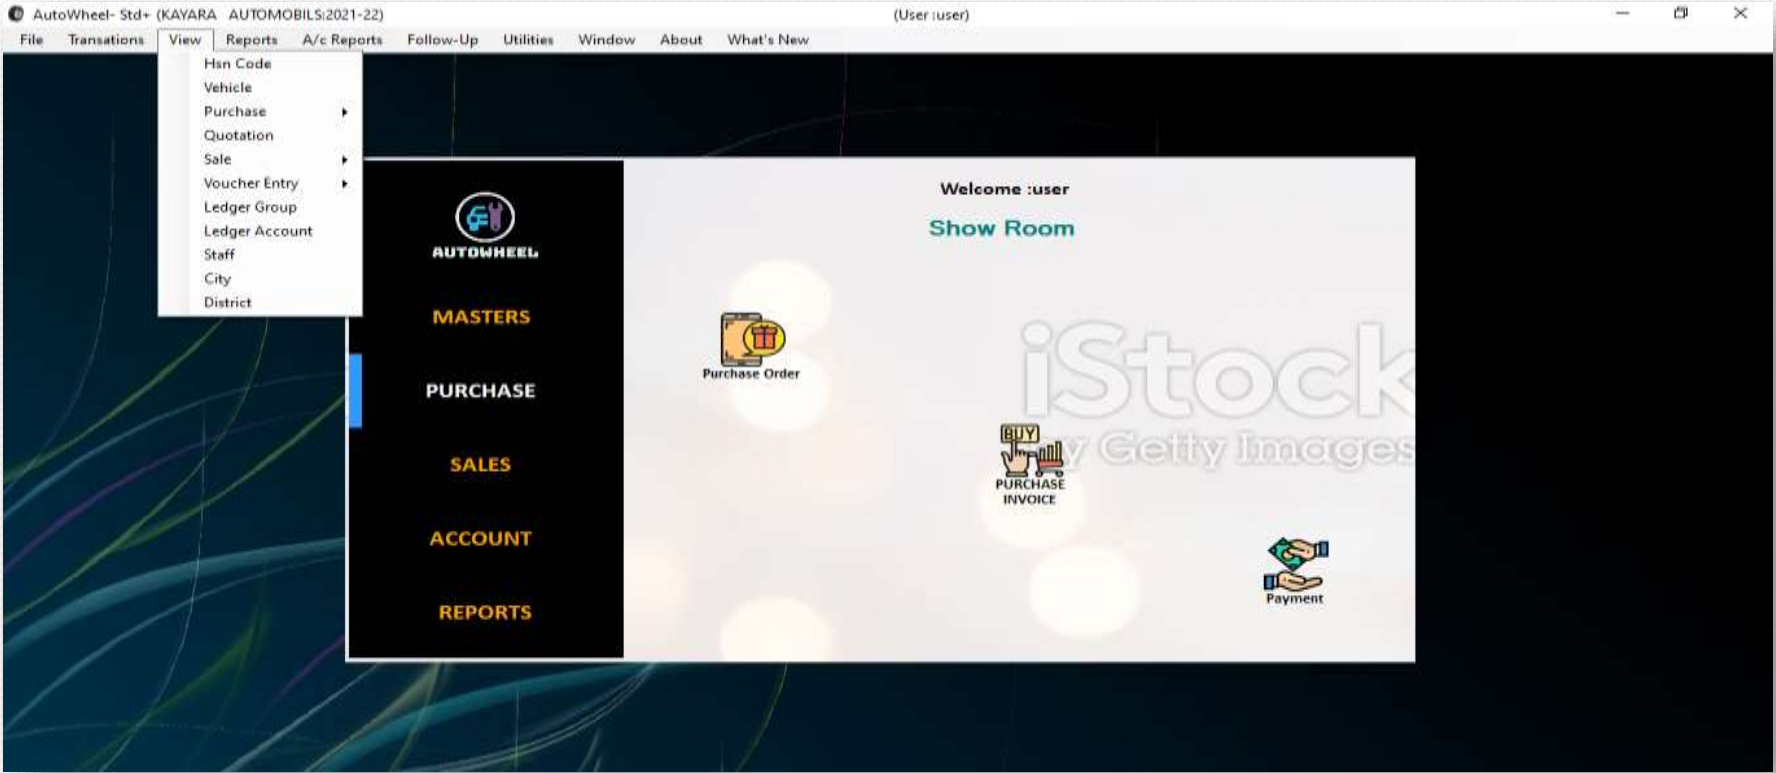 AutoWheel- Std+ (KAYARA AUTOMOBILS:2021-22)
(User :user)
File Transations View Reports A/c Reports Follow-Up Utilities Window About What's New
Hsn Code
Vehicle
Purchase
Quotation
Sale
Voucher Entry
Ledger Group
Ledger Account
Staff
City
District
AUTOWHEEL
MASTERS
PURCHASE
SALES
ACCOUNT
REPORTS
Welcome :user
Show Room
Purchase Order
BUY
PURCHASE
INVOICE
Payment
iStock
y Getty Images